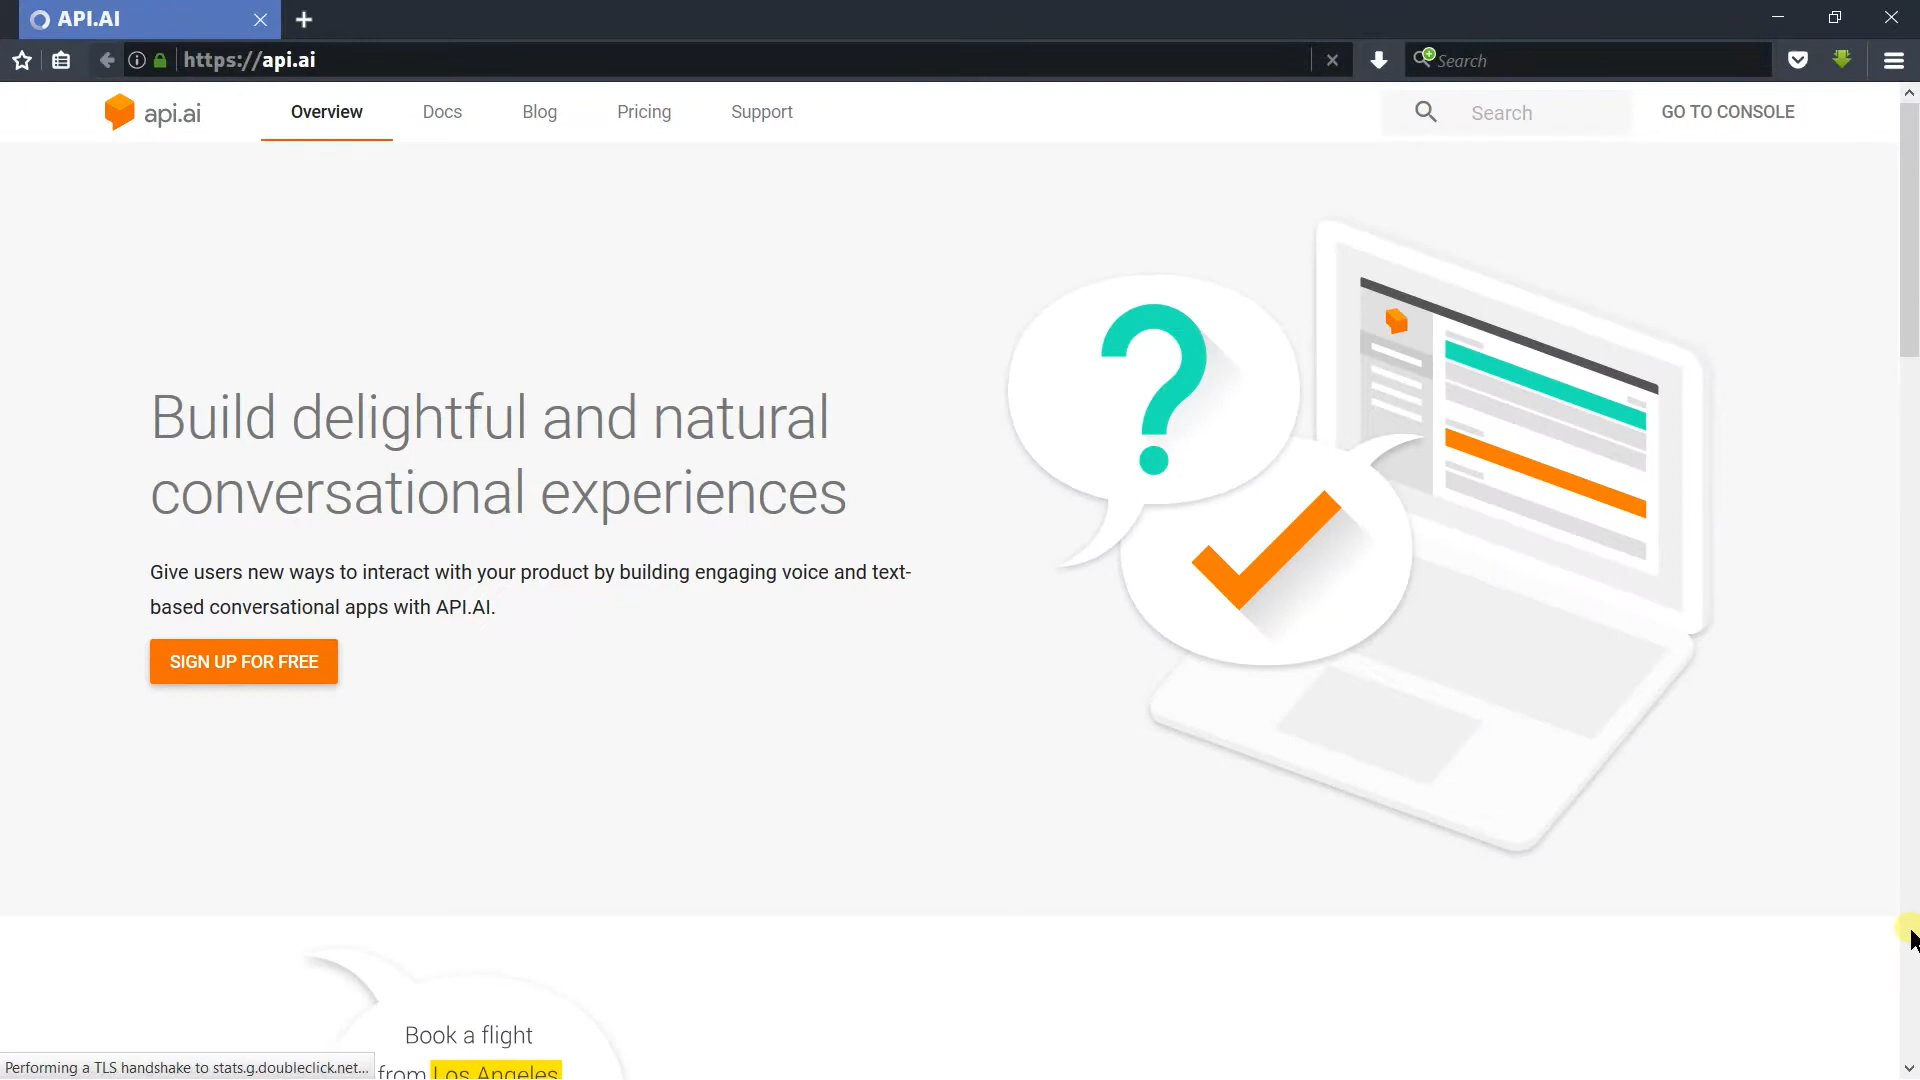 API.AI
https://api.ai
Search
api.ai
Overview
Docs
Blog
Pricing
Support
Search
GO TO CONSOLE
Build delightful and natural
conversational experiences
Give users new ways to interact with your product by building engaging voice and text-
based conversational apps with API.AI.
SIGN UP FOR FREE
Book a flight
from Los Angeles
Performing a TLS handshake to stats.g.doubleclick.net...